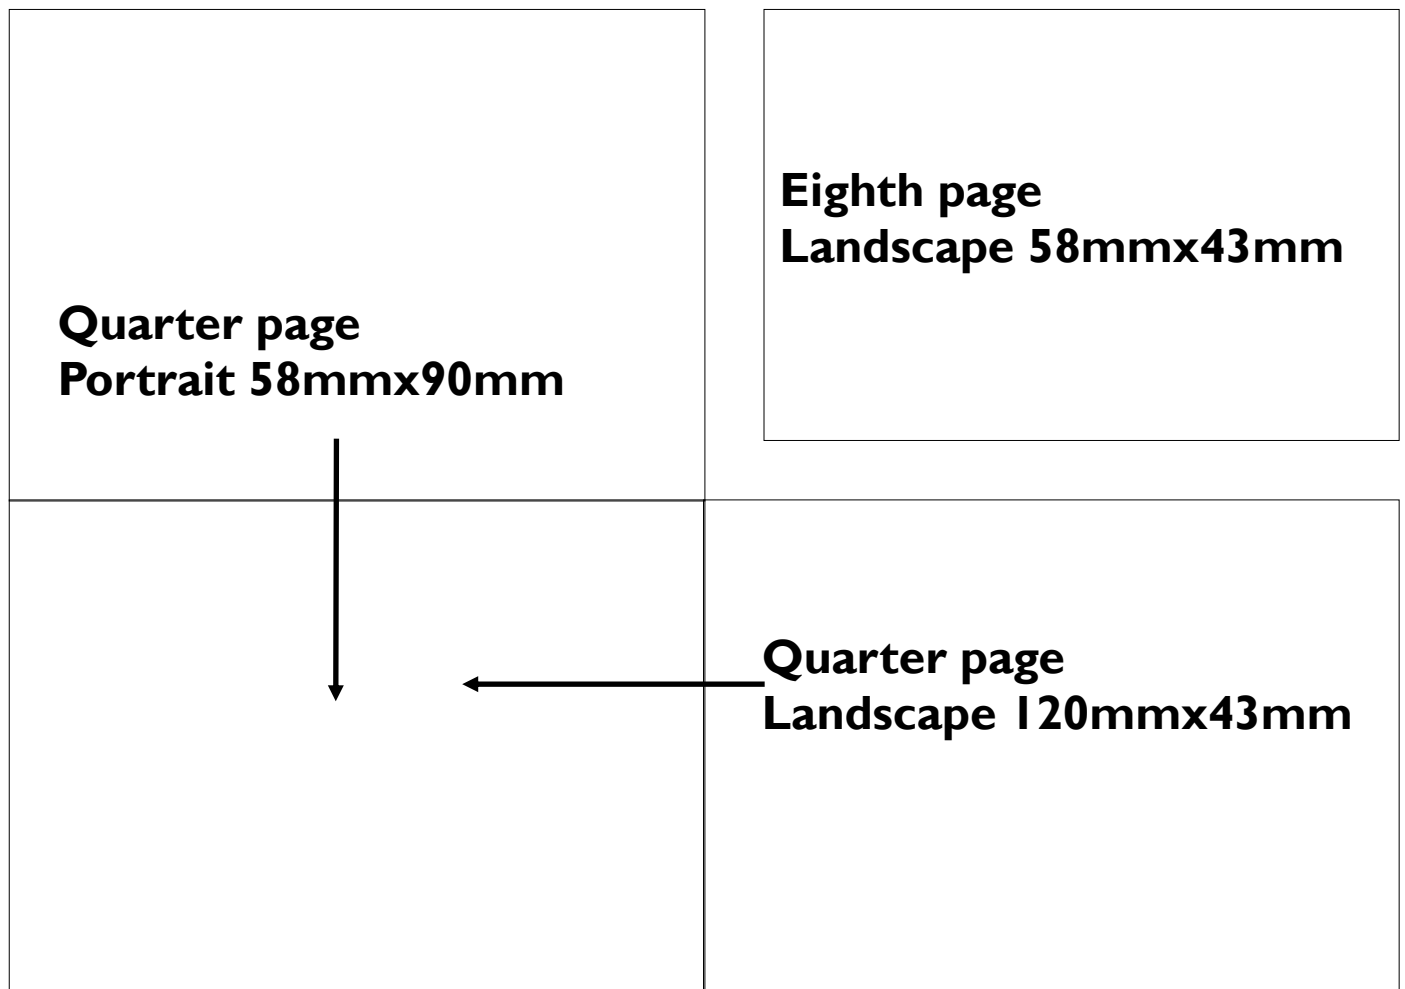 Eighth page
Landscape 58mmx43mm
Quarter page
Portrait 58mmx90mm
Quarter page
Landscape 120mmx43mm